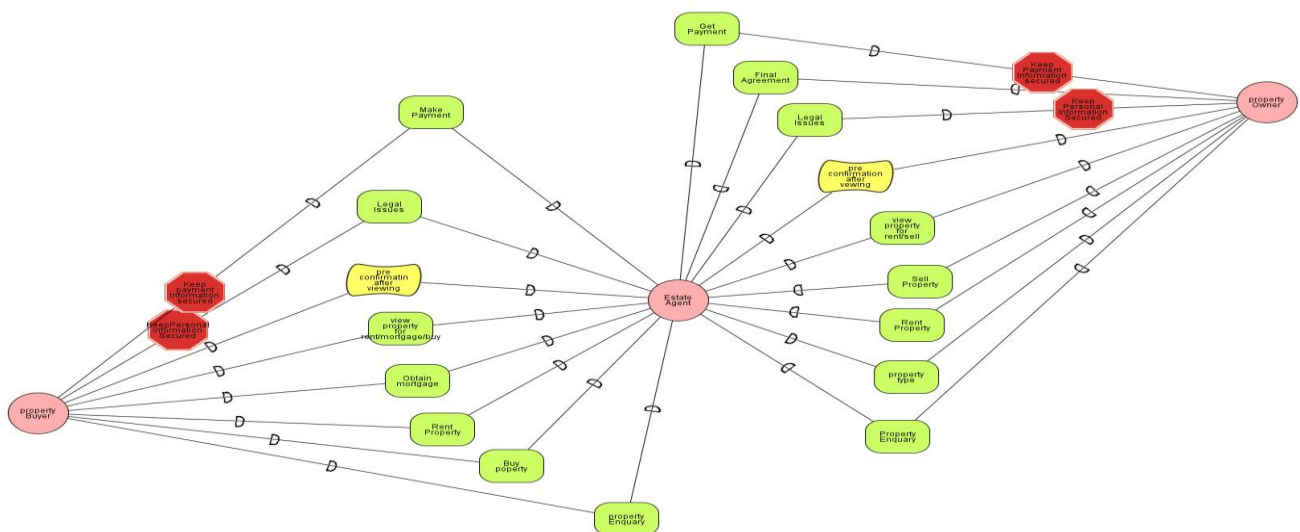 Get
Payment
Keep
Payment
Information
secured
Final
Agreement
property
Owner
Keep
Personal
Information
Secured
Make
Payment
Legal
Issues
pre
confirmation
after
vewing
Legal
Issues
view
property
for
rent/sell
pre
confirmatin
after
viewing
Keep
payment
Information
secured
Sell
Property
Estate
Agent
KeepPersonal
Information
Secured
view
property
for
rent/mortgage/buy
Rent
Property
Obtain
mortgage
property
type
property
Buyer
Rent
Property
Property
Enquary
Buy
poperty
property
Enquary